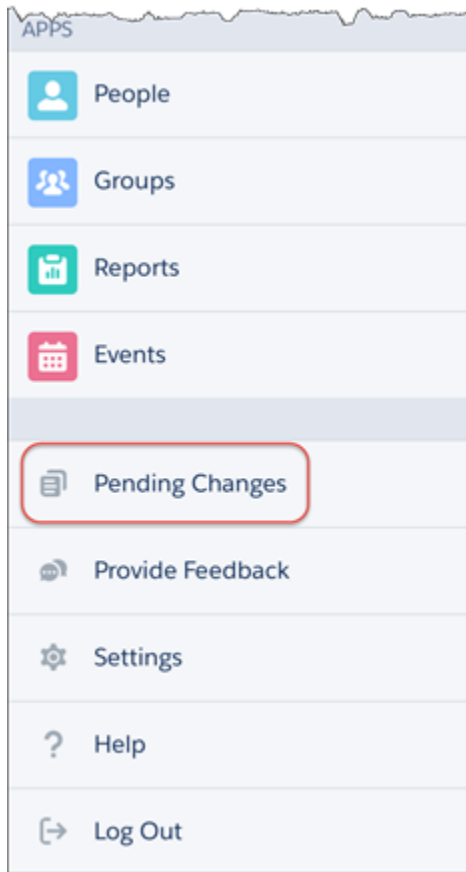 APPS
People
Groups
Reports
Events
Pending Changes
Provide Feedback
Settings
Help
Log Out